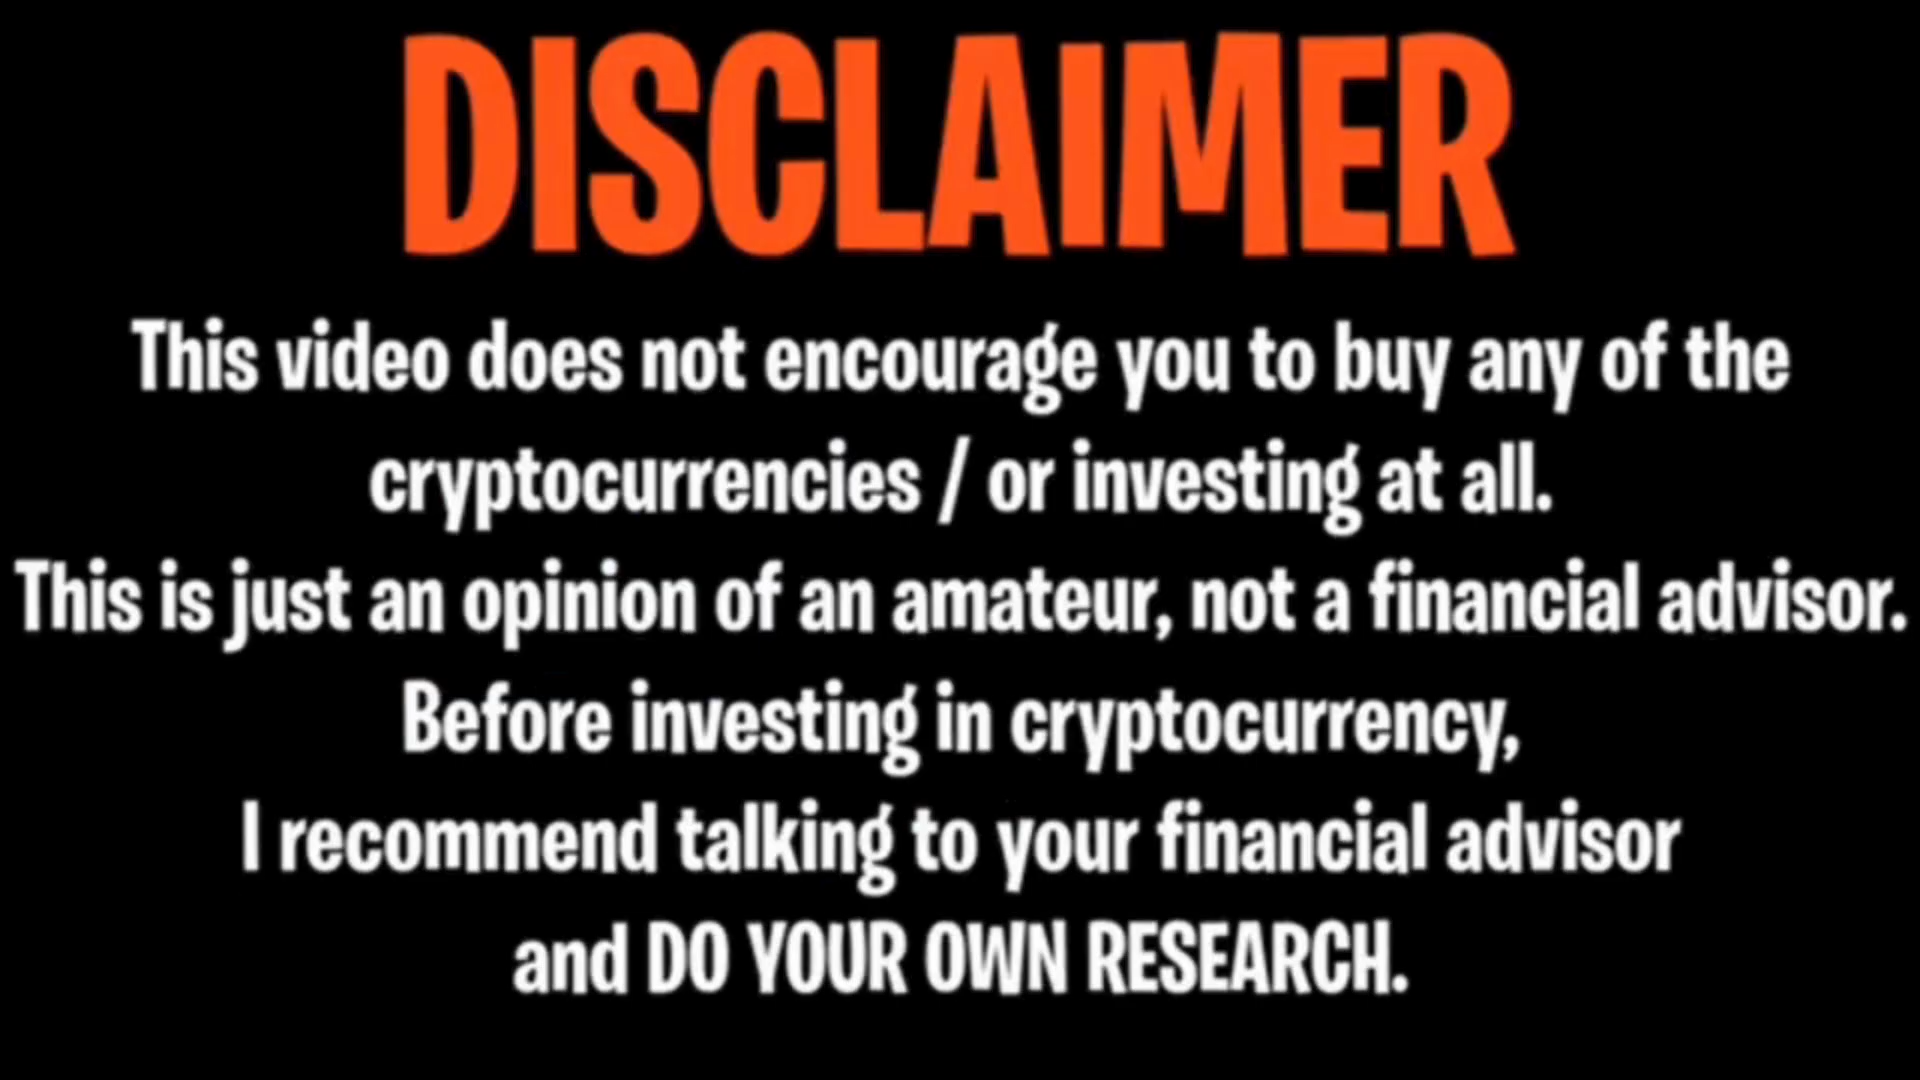 DISCLAIMER
This video does not encourage you to buy any of the
cryptocurrencies / or investing at all.
This is just an opinion of an amateur, not a financial advisor.
Before investing in cryptocurrency,
I recommend talking to your financial advisor
and DO YOUR OWN RESEARCH.